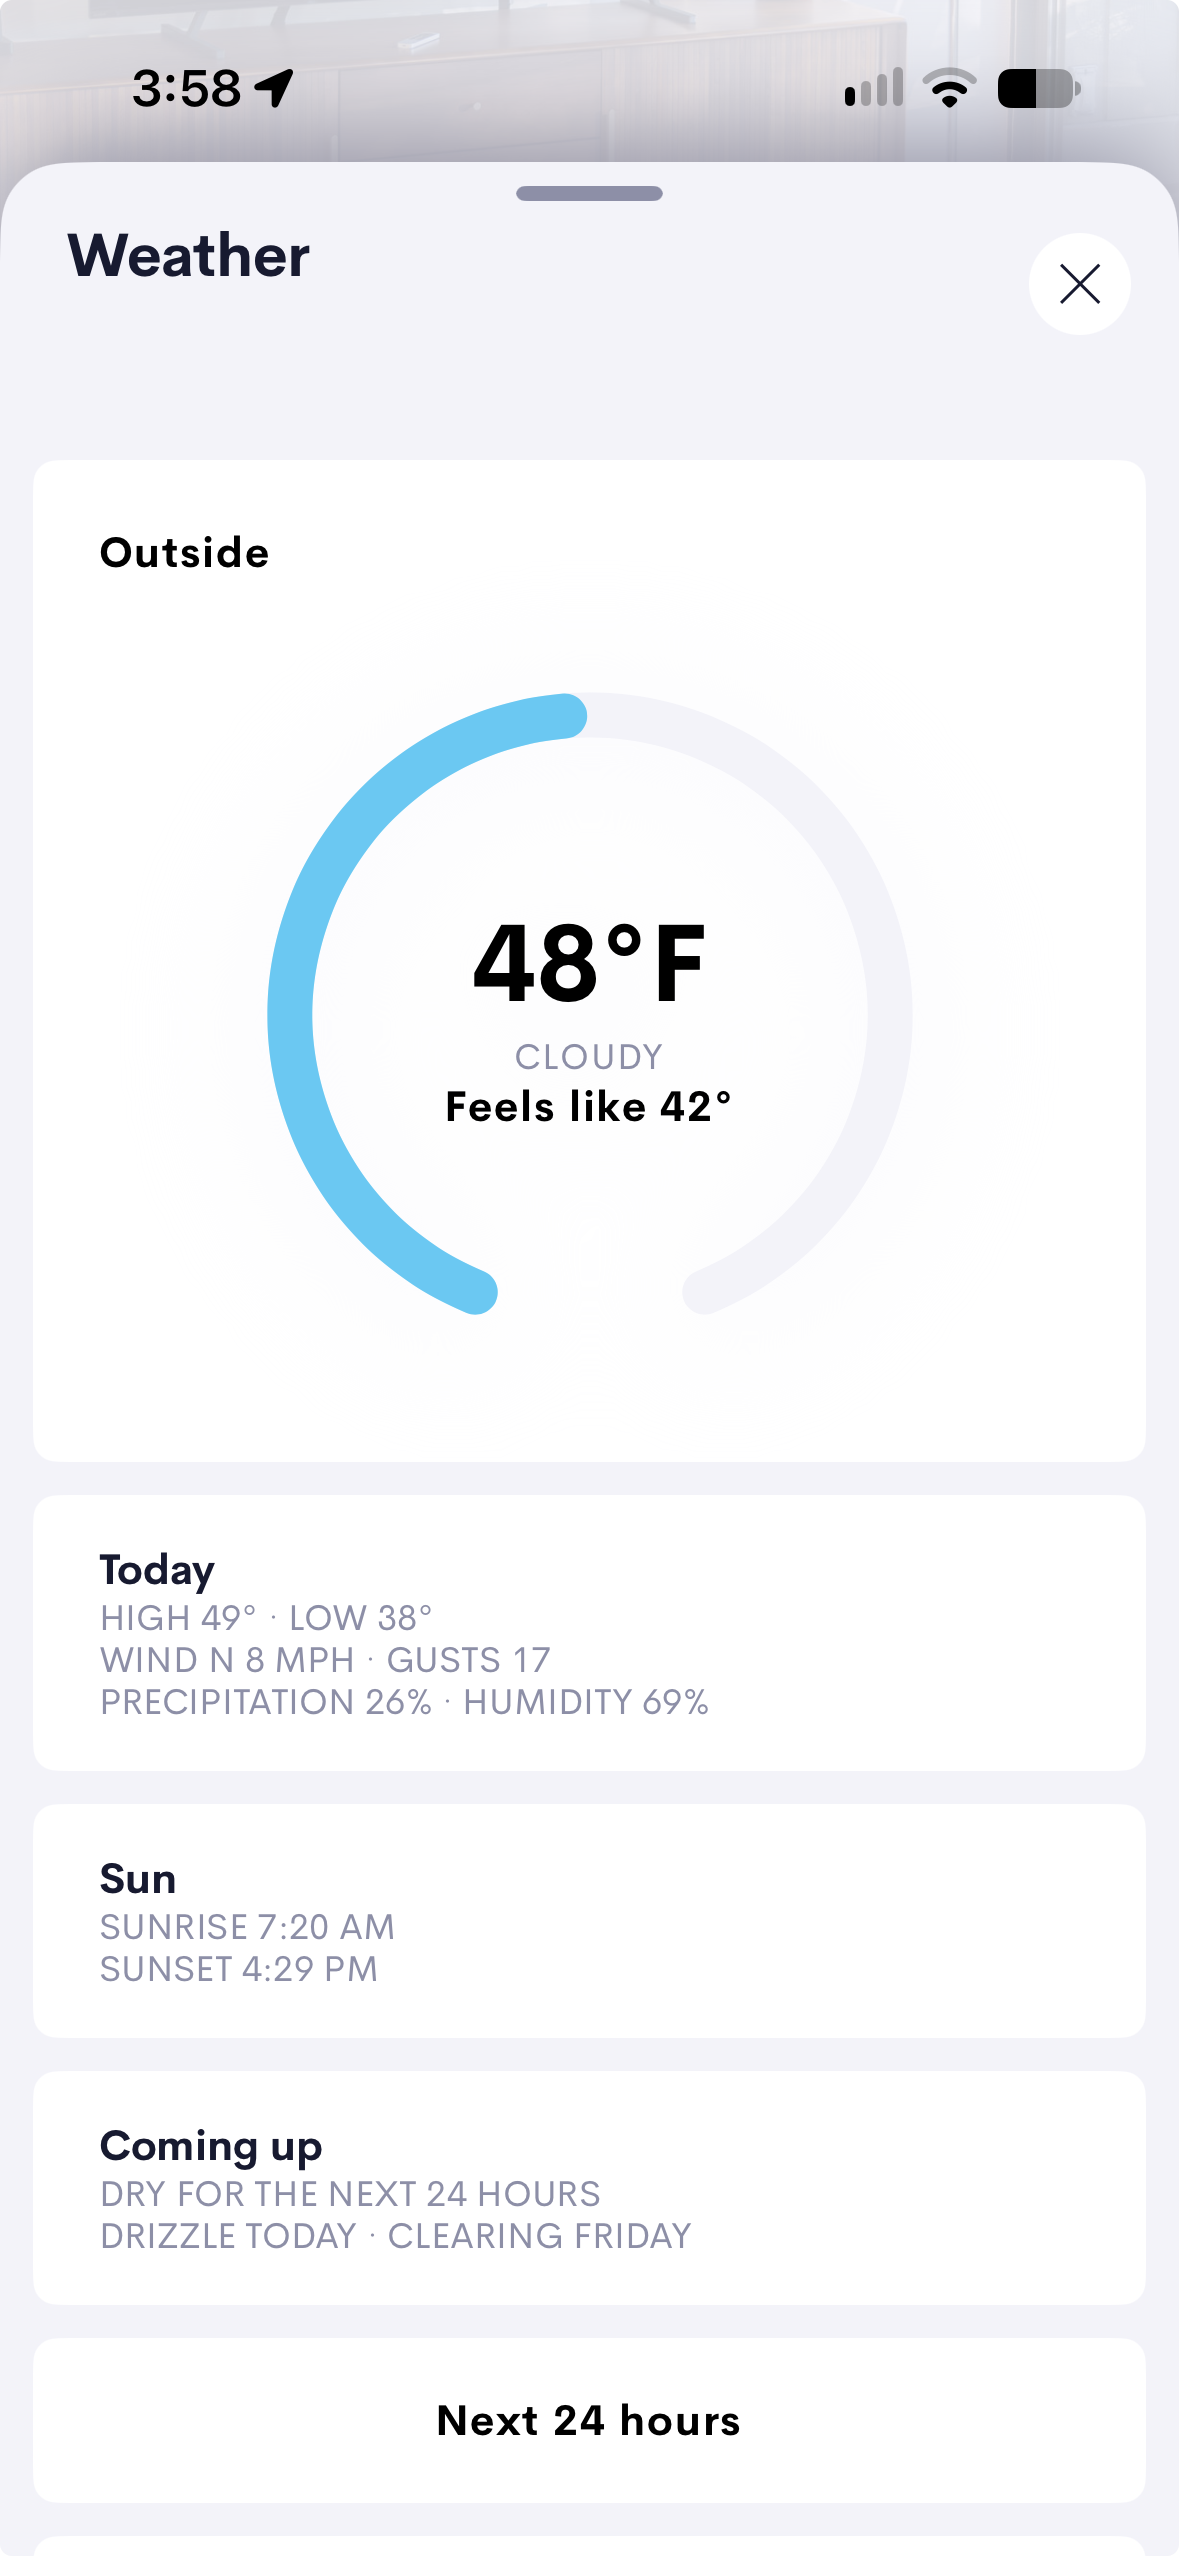 3:58
Weather
Outside
48°F
CLOUDY
Feels like 42°
Today
HIGH 49° · LOW 38°
WIND N 8 MPH · GUSTS 17
PRECIPITATION 26% · HUMIDITY 69%
Sun
SUNRISE 7:20 AM
SUNSET 4:29 PM
Coming up
DRY FOR THE NEXT 24 HOURS
DRIZZLE TODAY · CLEARING FRIDAY
Next 24 hours